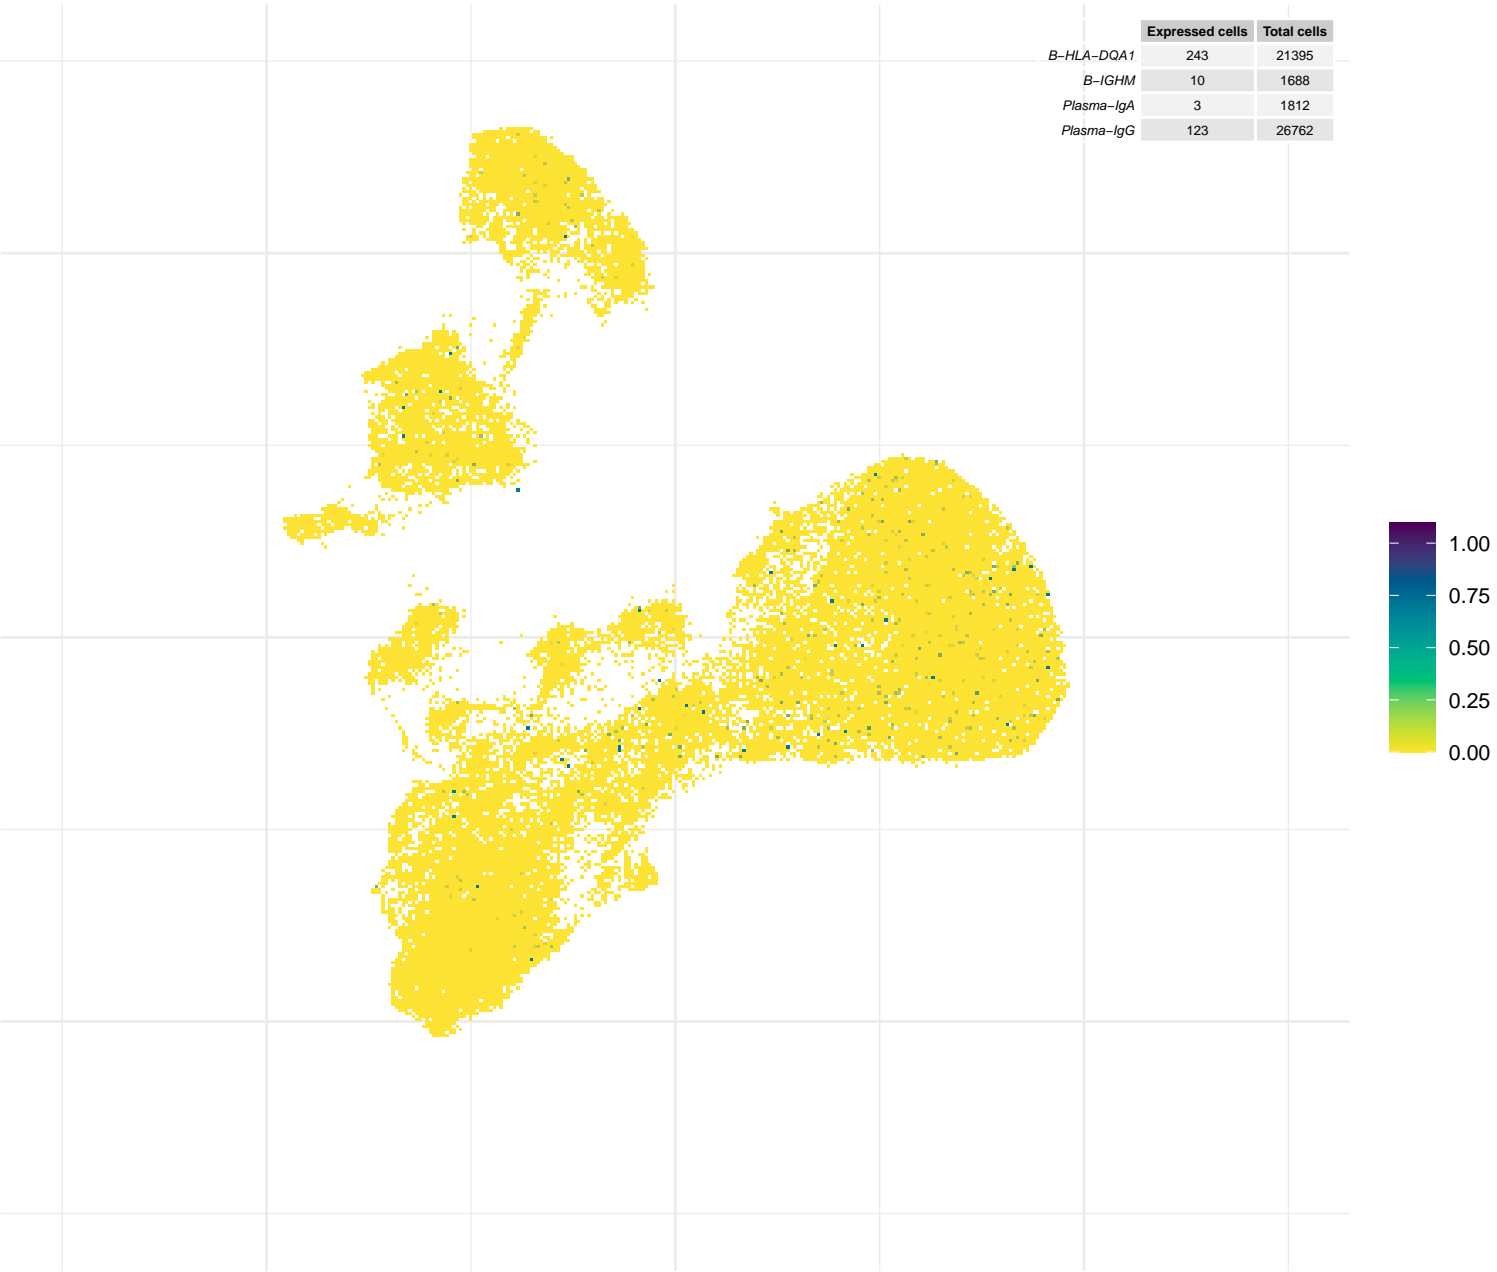 Expressed cells Total cells
B−HLA−DQA1 243 21395
B−IGHM 10 1688
Plasma−IgA 3 1812
Plasma−IgG 123 26762
1.00
0.75
0.50
0.25
0.00